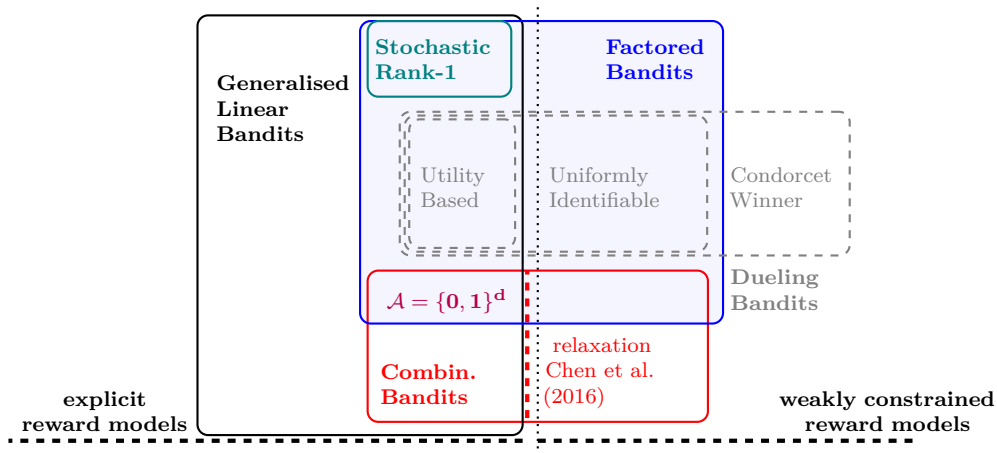 Stochastic
Rank-1
Factored
Bandits
Generalised
Linear
Bandits
Utility
Based
Uniformly
Identifiable
Condorcet
Winner
Dueling
Bandits
𝒜 = {0, 1}^d
relaxation
Chen et al.
(2016)
Combin.
Bandits
explicit
reward models
weakly constrained
reward models